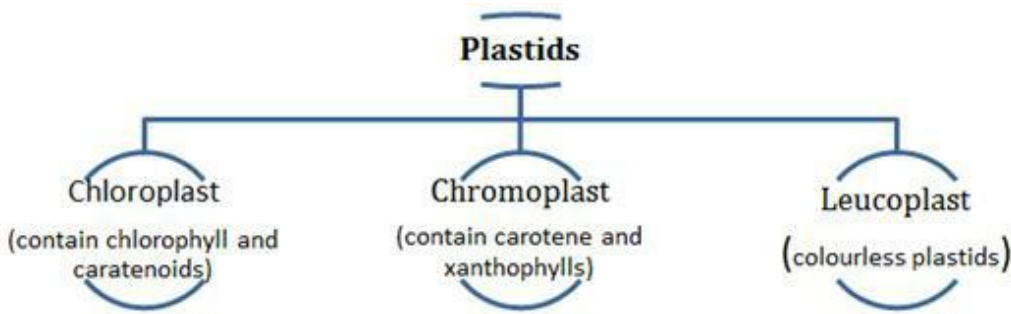 Plastids
Chloroplast
(contain chlorophyll and
caratenoids)
Chromoplast
(contain carotene and
xanthophylls)
Leucoplast
(colourless plastids)